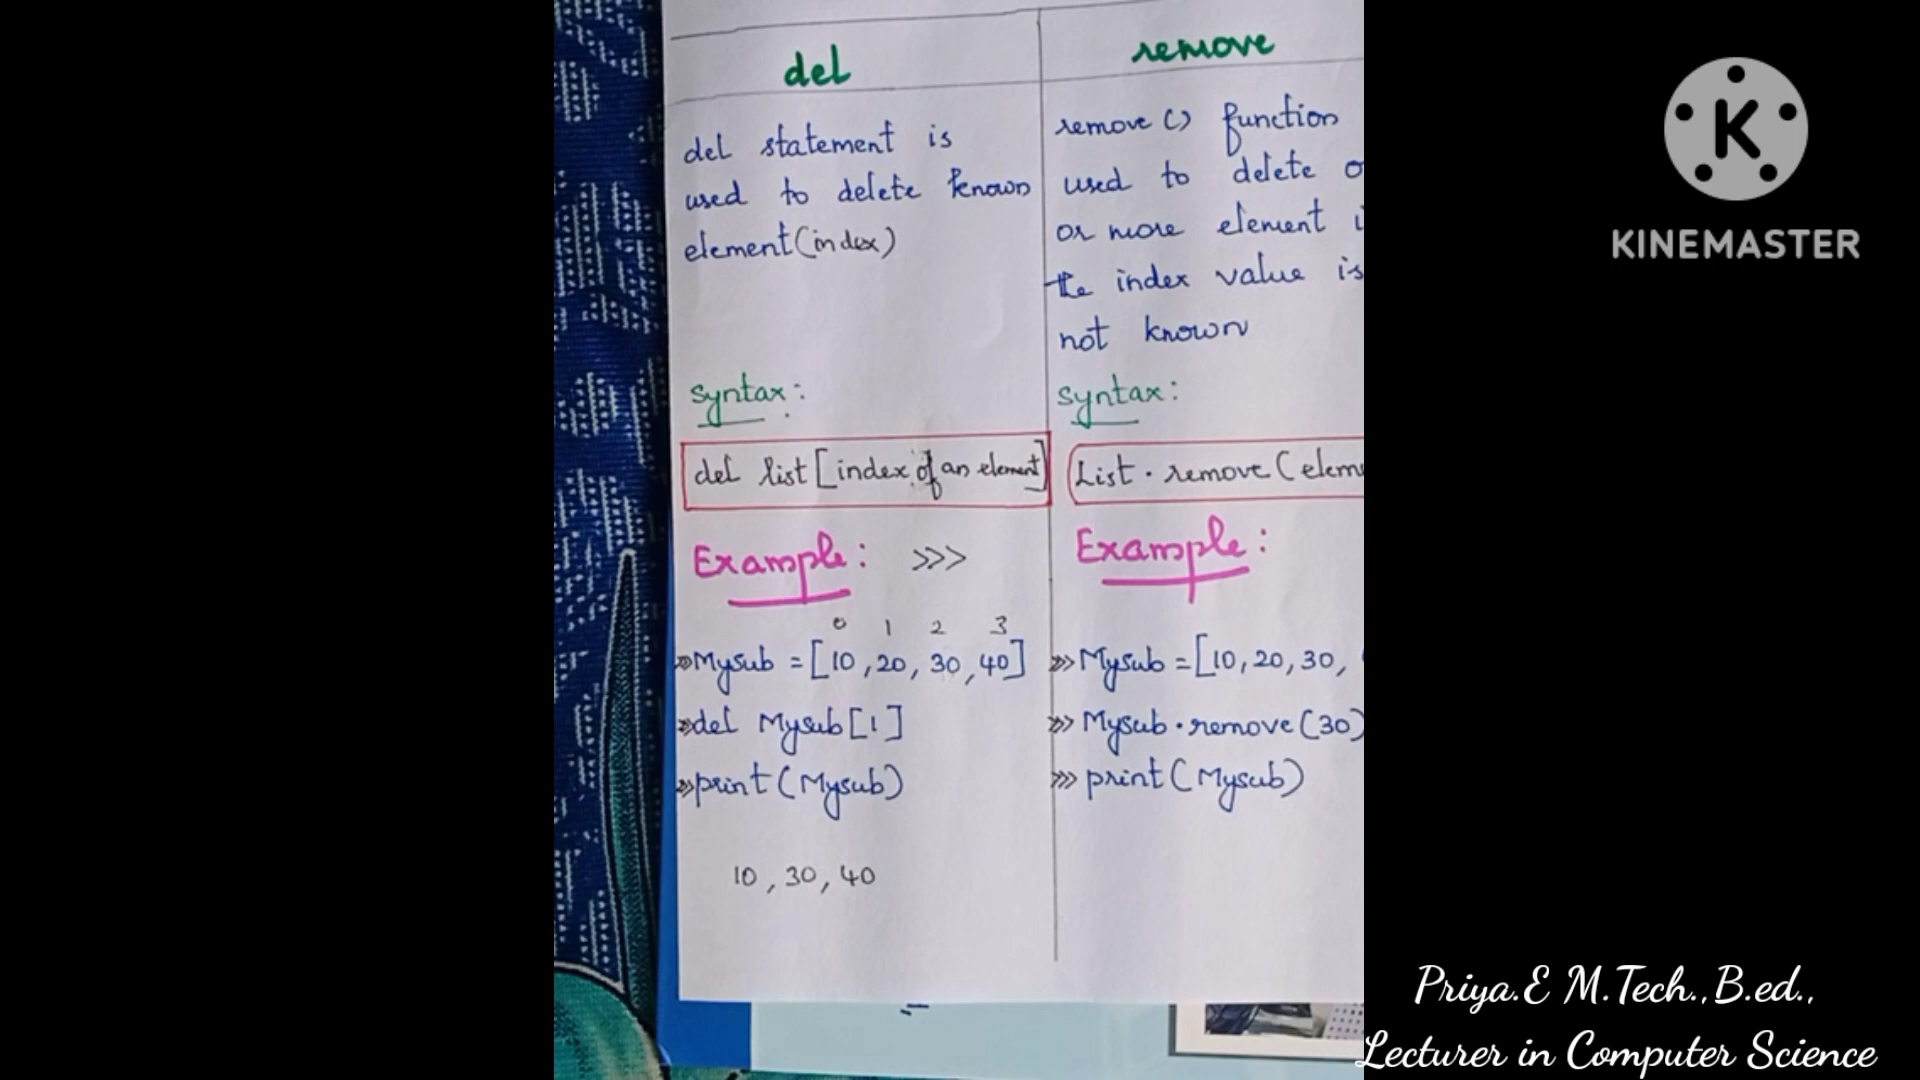 del
del statement is
used to delete known
element(index)
syntax:
del list[index of an element]
Example: >>>
0 1 2 3
>>Mysub = [10, 20, 30, 40]
>>del Mysub[1]
>>print(Mysub)
10, 30, 40
remove
remove() function
used to delete
or more element
the index value is
not known
syntax:
List.remove(elem
Example:
>>> Mysub = [10, 20, 30,
>>> Mysub.remove(30)
>>> print(Mysub)
KINEMASTER
Priya.E M.Tech.,B.ed.,
Lecturer in Computer Science